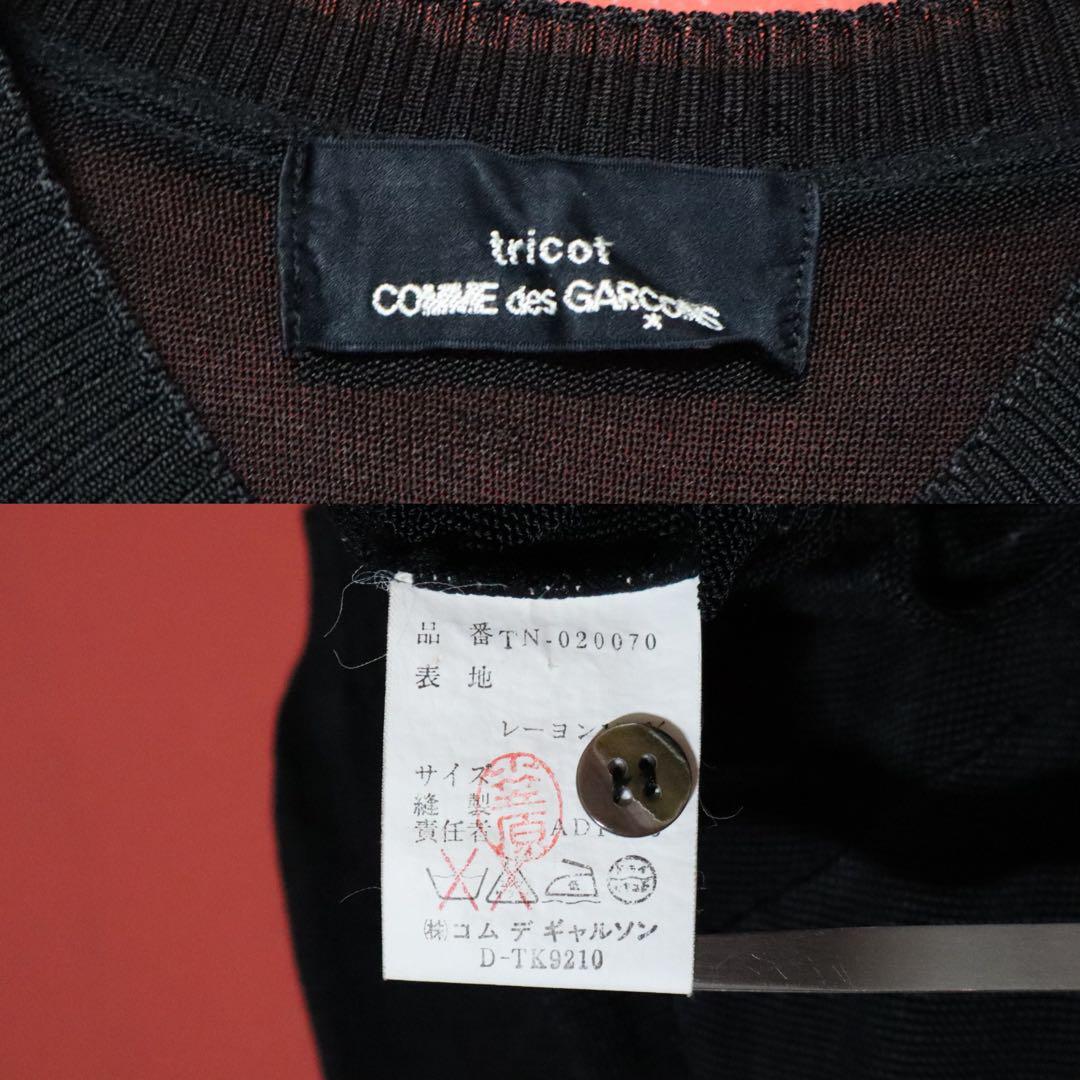 tricot
COMME des GARÇONS
品 番 TN-020070
表 地
レーヨン
サイズ
縫 製
責任者
㈱コム デ ギャルソン
D-TK9210